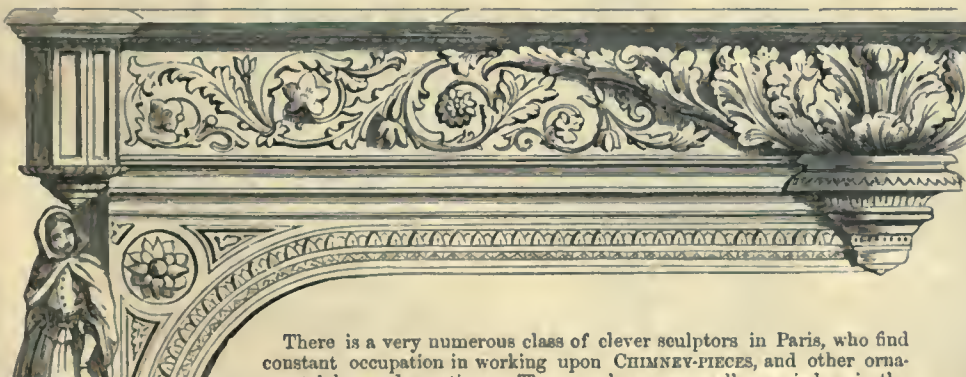 There is a very numerous class of clever sculptors in Paris, who find
constant occupation in working upon CHIMNEY-PIECES, and other orna-